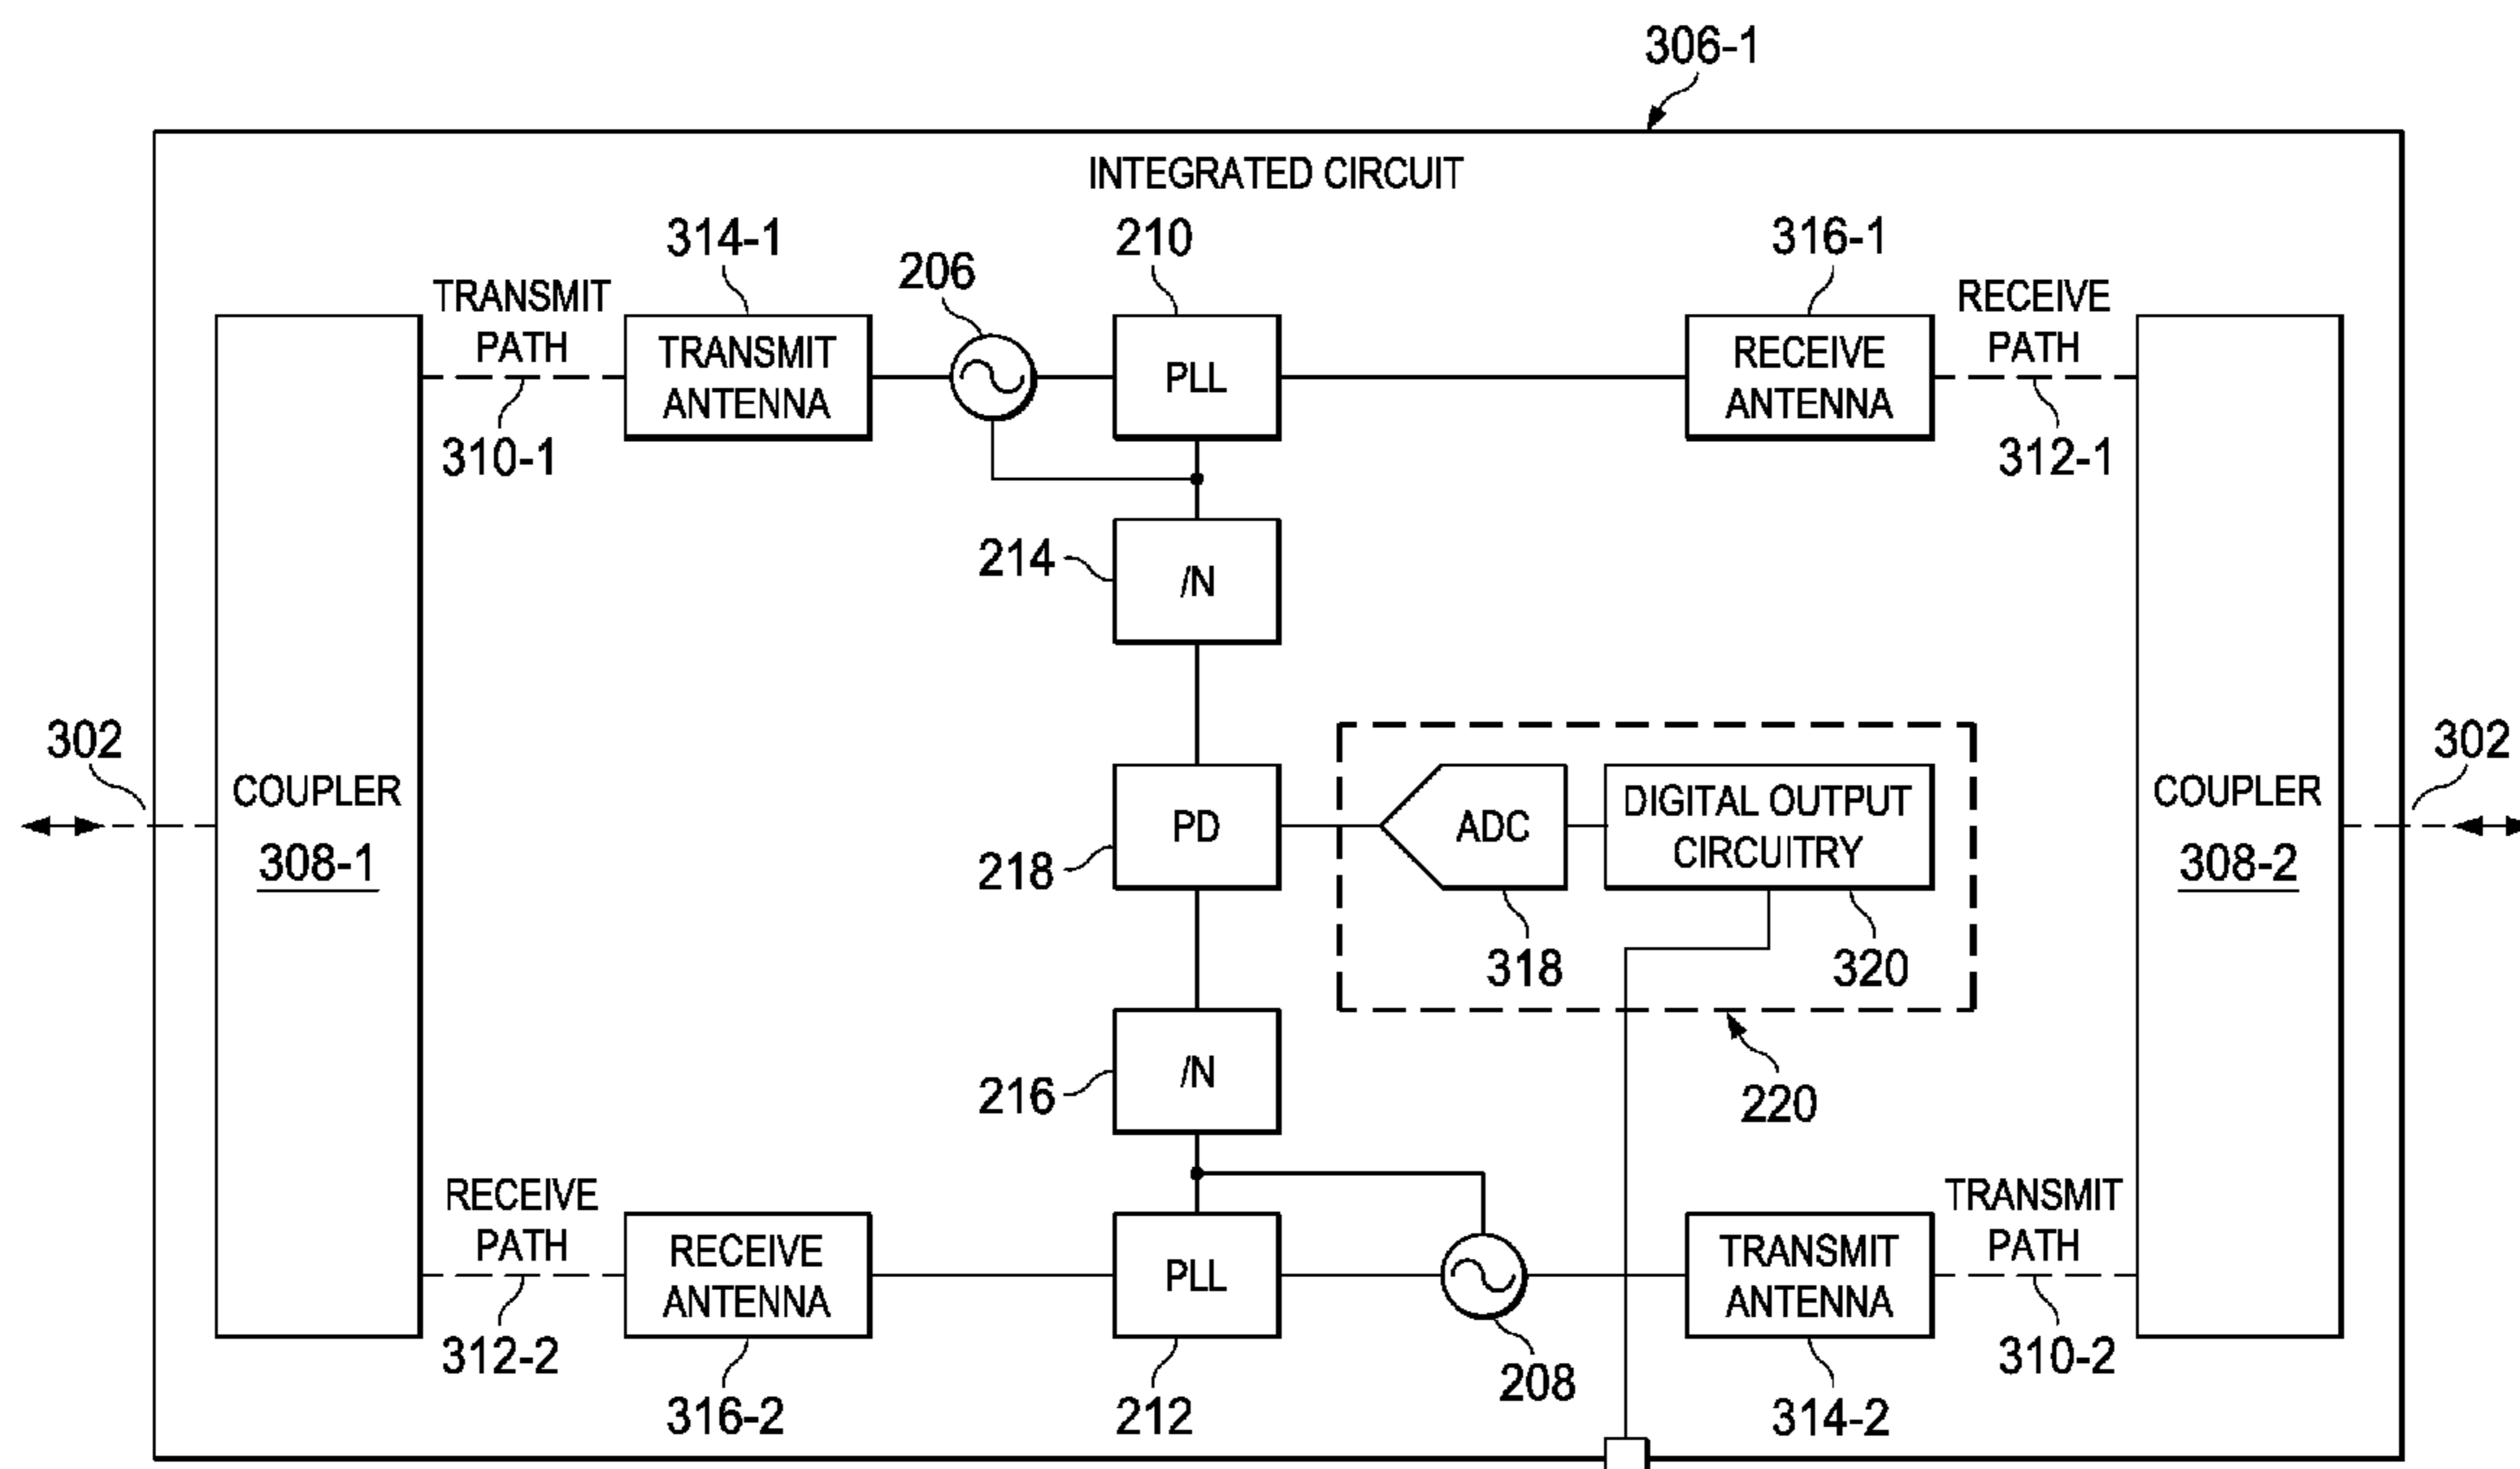 306-1
INTEGRATED CIRCUIT
314-1
210
316-1
206
TRANSMIT
PATH
RECEIVE
PATH
TRANSMIT
ANTENNA
PLL
RECEIVE
ANTENNA
310-1
312-1
214
/N
302
302
COUPLER
308-1
PD
ADC
DIGITAL OUTPUT
CIRCUITRY
COUPLER
308-2
218
318
320
216
/N
220
RECEIVE
PATH
TRANSMIT
PATH
RECEIVE
ANTENNA
PLL
TRANSMIT
ANTENNA
312-2
310-2
208
316-2
212
314-2